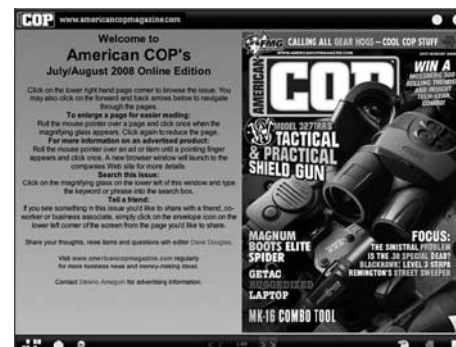 COP www.americancopmagazine.com
Welcome to
American COP's
July/August 2008 Online Edition
Click on the lower right hand page corner to browse the issue. You
may also click on the forward and back arrows below to navigate
through the pages.
To enlarge a page for easier reading:
Roll the mouse pointer over a page and click once when the
magnifying glass appears. Click again to reduce the page.
For more information on an advertised product:
Roll the mouse pointer over an ad or item until a pointing finger
appears and click once. A new browser window will launch to the
companies Web site for more details.
Search this Issue:
Click on the magnifying glass on the lower left of this window and type
the keyword or phrase into the search box.
Tell a friend:
If you see something in this issue you'd like to share with a friend, co-
worker or business associate, simply click on the envelope icon on the
lower left corner of the screen from the page you'd like to share.
Share your thoughts, news items and questions with editor Dave Douglas.
Visit www.americancopmagazine.com regularly
for more business news and money-making ideas.
Contact Delano Amaguin for advertising information.
FMG CALLING ALL GEAR HOGS – COOL COP STUFF
AMERICAN
COP
WIN A
MOSSBERG 500
ROLLING THUNDER
AND INSIGHT
TECH-GEAR
COMBO!
S&W
MODEL 327TRR8
TACTICAL
& PRACTICAL
SHIELD GUN
MAGNUM
BOOTS ELITE
SPIDER
GETAC
RUGGEDIZED
LAPTOP
MK-16 COMBO TOOL
FOCUS:
THE SINISTRAL PROBLEM
IS THE 38 SPECIAL DEAD?
BLACKHAWK! LEVEL 3 SERPA
REMINGTON'S STREET SWEEPER